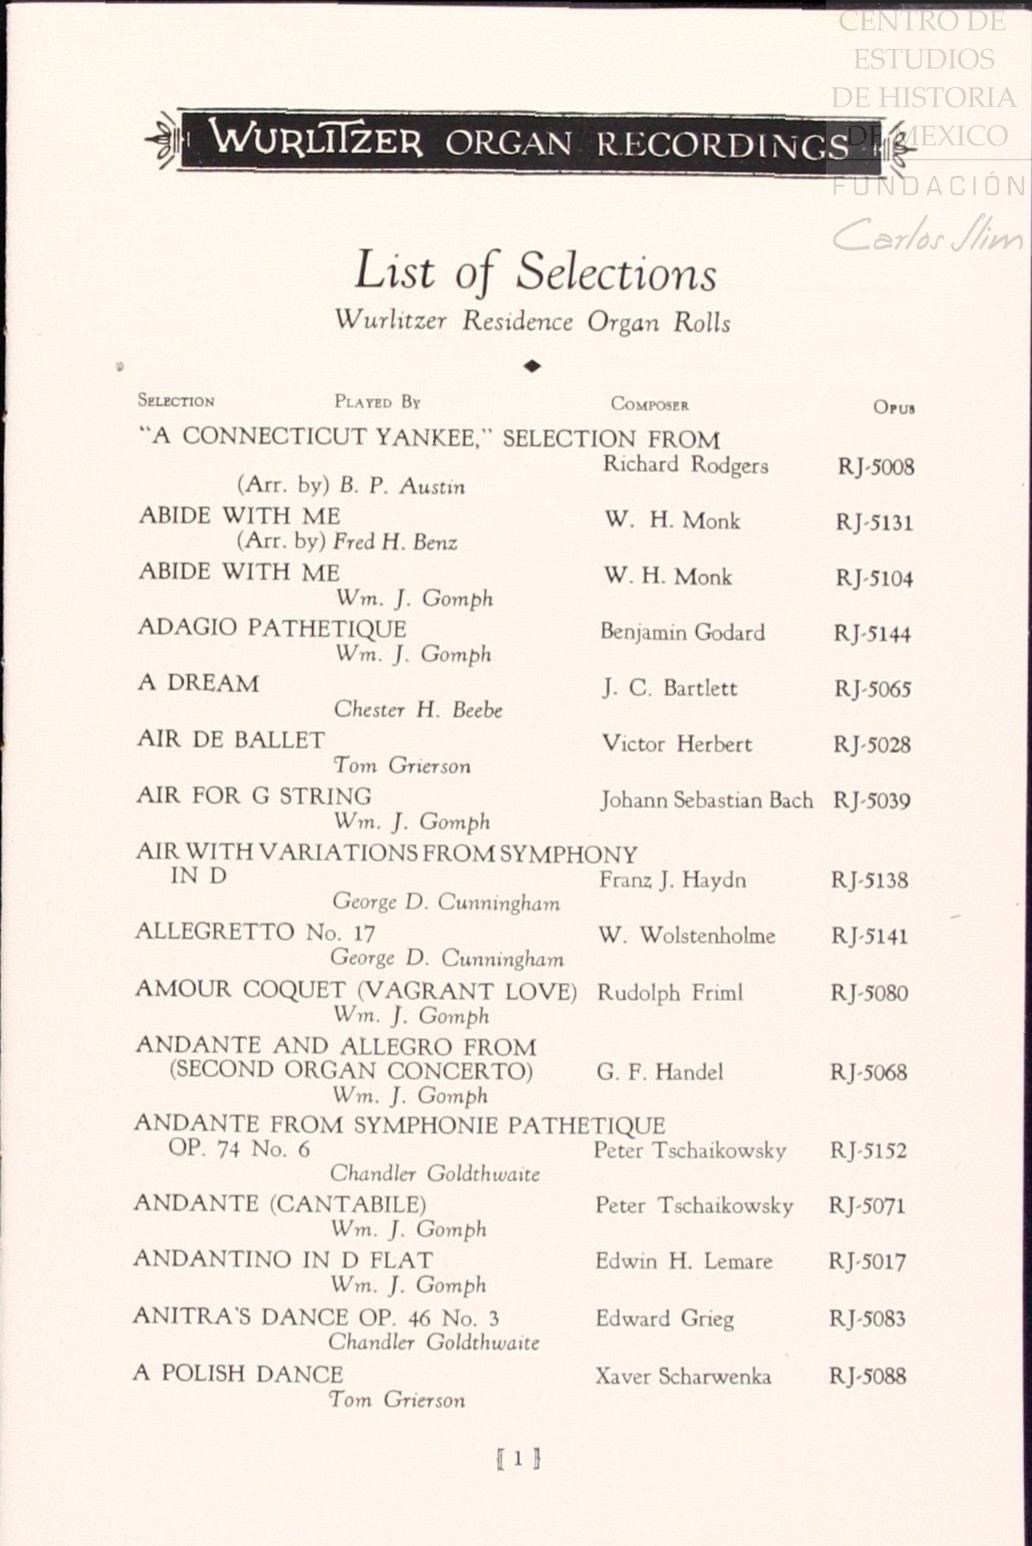 CENTRO DE
ESTUDIOS
DE HISTORIA
DE MEXICO
FUNDACIÓN
Carlos Slim
WURLITZER ORGAN RECORDINGS
List of Selections
Wurlitzer Residence Organ Rolls
SELECTION PLAYED BY COMPOSER OPUS
"A CONNECTICUT YANKEE," SELECTION FROM
Richard Rodgers RJ-5008
(Arr. by) B. P. Austin
ABIDE WITH ME W. H. Monk RJ-5131
(Arr. by) Fred H. Benz
ABIDE WITH ME W. H. Monk RJ-5104
Wm. J. Gomph
ADAGIO PATHETIQUE Benjamin Godard RJ-5144
Wm. J. Gomph
A DREAM J. C. Bartlett RJ-5065
Chester H. Beebe
AIR DE BALLET Victor Herbert RJ-5028
Tom Grierson
AIR FOR G STRING Johann Sebastian Bach RJ-5039
Wm. J. Gomph
AIR WITH VARIATIONS FROM SYMPHONY
IN D Franz J. Haydn RJ-5138
George D. Cunningham
ALLEGRETTO No. 17 W. Wolstenholme RJ-5141
George D. Cunningham
AMOUR COQUET (VAGRANT LOVE) Rudolph Friml RJ-5080
Wm. J. Gomph
ANDANTE AND ALLEGRO FROM
(SECOND ORGAN CONCERTO) G. F. Handel RJ-5068
Wm. J. Gomph
ANDANTE FROM SYMPHONIE PATHETIQUE
OP. 74 No. 6 Peter Tschaikowsky RJ-5152
Chandler Goldthwaite
ANDANTE (CANTABILE) Peter Tschaikowsky RJ-5071
Wm. J. Gomph
ANDANTINO IN D FLAT Edwin H. Lemare RJ-5017
Wm. J. Gomph
ANITRA'S DANCE OP. 46 No. 3 Edward Grieg RJ-5083
Chandler Goldthwaite
A POLISH DANCE Xaver Scharwenka RJ-5088
Tom Grierson
[ 1 ]